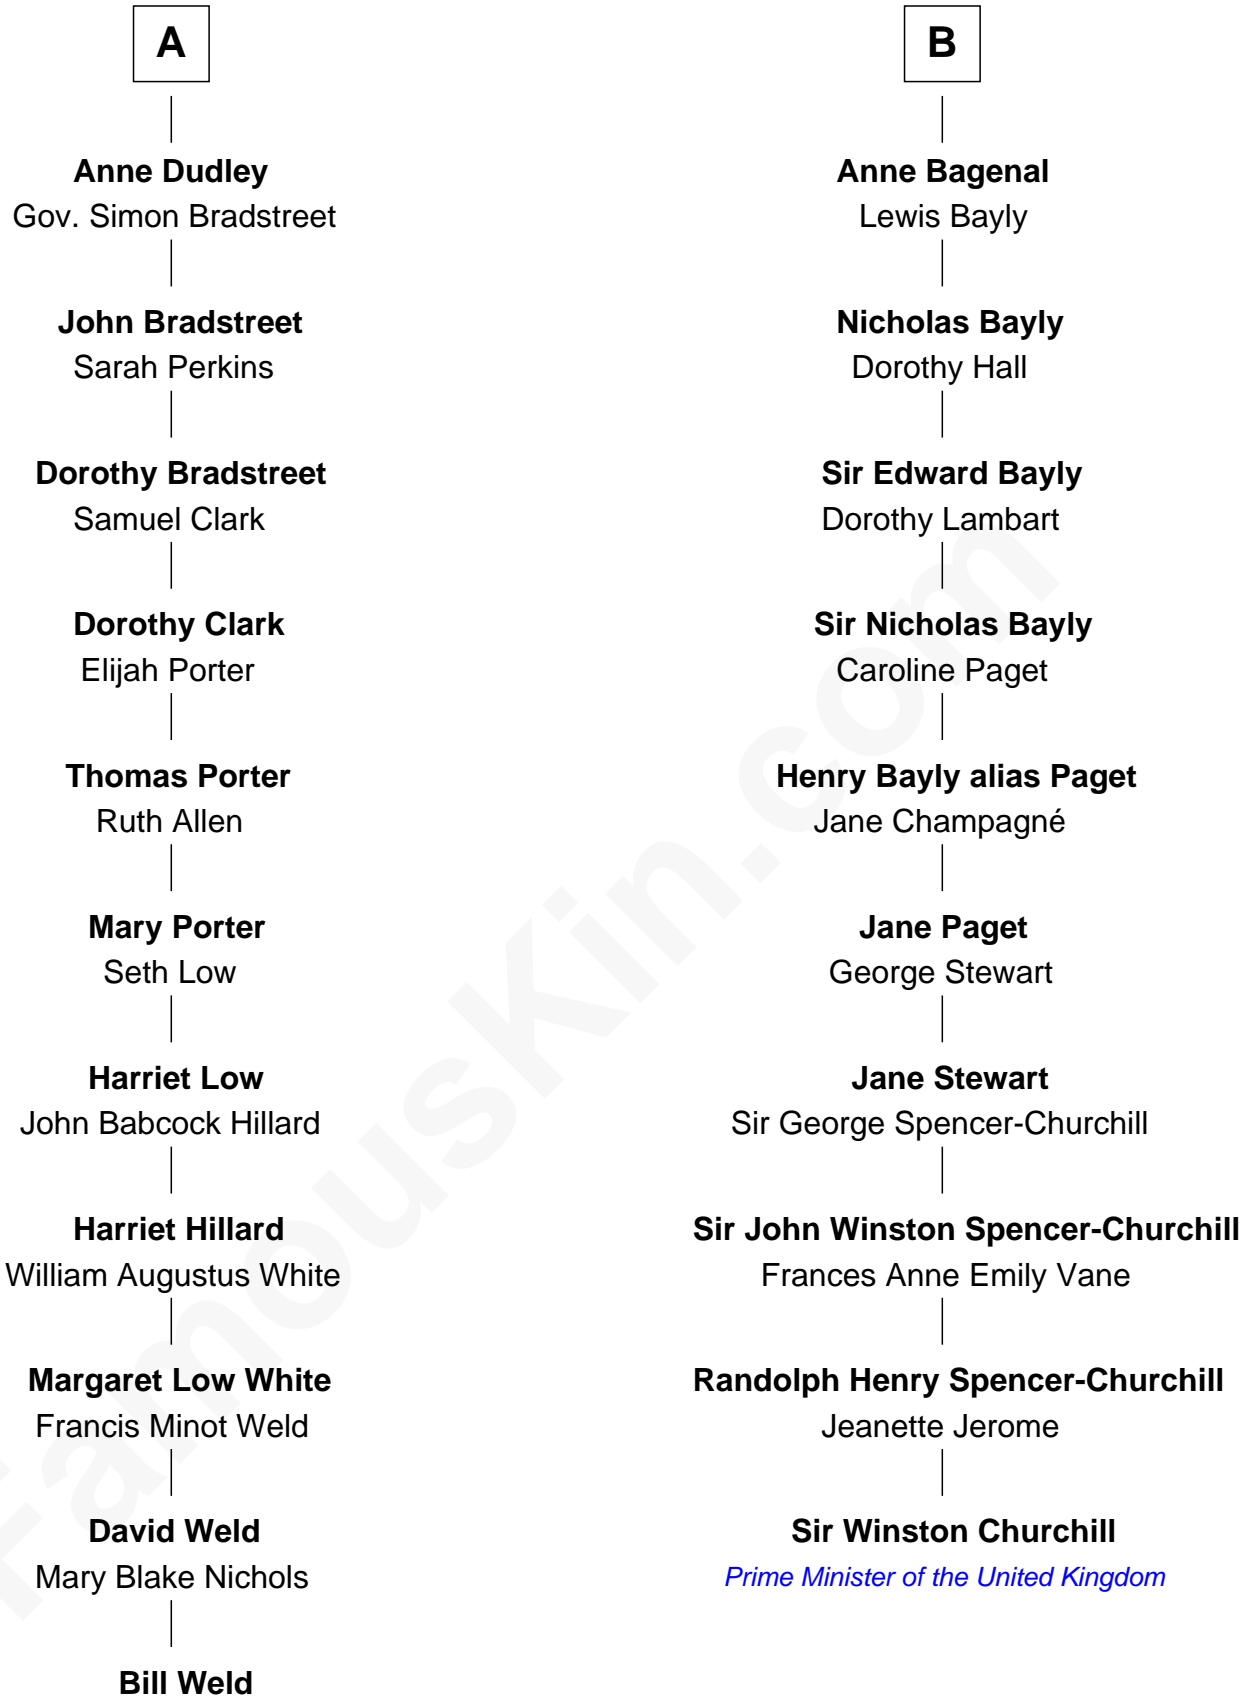 A
Anne Dudley
Gov. Simon Bradstreet
John Bradstreet
Sarah Perkins
Dorothy Bradstreet
Samuel Clark
Dorothy Clark
Elijah Porter
Thomas Porter
Ruth Allen
Mary Porter
Seth Low
Harriet Low
John Babcock Hillard
Harriet Hillard
William Augustus White
Margaret Low White
Francis Minot Weld
David Weld
Mary Blake Nichols
Bill Weld
B
Anne Bagenal
Lewis Bayly
Nicholas Bayly
Dorothy Hall
Sir Edward Bayly
Dorothy Lambart
Sir Nicholas Bayly
Caroline Paget
Henry Bayly alias Paget
Jane Champagné
Jane Paget
George Stewart
Jane Stewart
Sir George Spencer-Churchill
Sir John Winston Spencer-Churchill
Frances Anne Emily Vane
Randolph Henry Spencer-Churchill
Jeanette Jerome
Sir Winston Churchill
Prime Minister of the United Kingdom
FamousKin.com